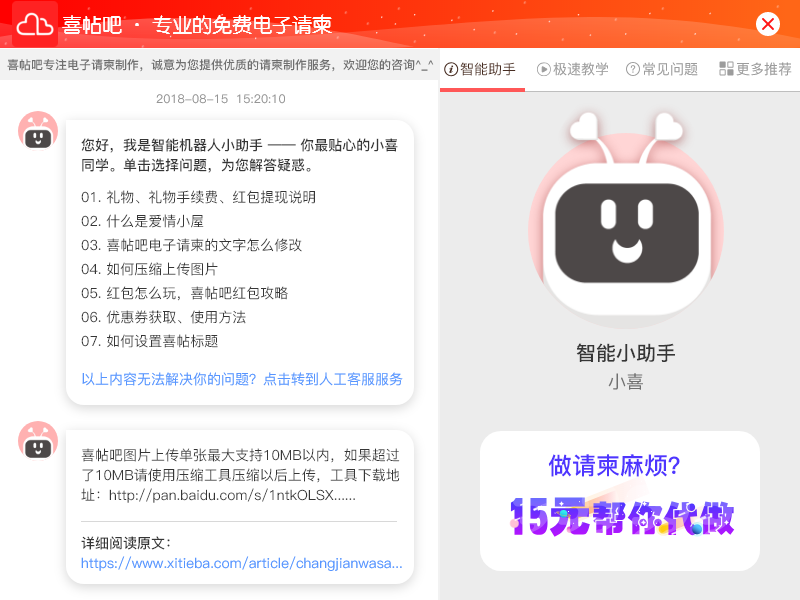 喜帖吧 · 专业的免费电子请柬
喜帖吧专注电子请柬制作，诚意为您提供优质的请柬制作服务，欢迎您的咨询^_^
智能助手
极速教学
常见问题
更多推荐
2018-08-15 15:20:10
您好，我是智能机器人小助手 —— 你最贴心的小喜
同学。单击选择问题，为您解答疑惑。
01. 礼物、礼物手续费、红包提现说明
02. 什么是爱情小屋
03. 喜帖吧电子请柬的文字怎么修改
04. 如何压缩上传图片
05. 红包怎么玩，喜帖吧红包攻略
06. 优惠券获取、使用方法
07. 如何设置喜帖标题
以上内容无法解决你的问题？点击转到人工客服服务
喜帖吧图片上传单张最大支持10MB以内，如果超过
了10MB请使用压缩工具压缩以后上传，工具下载地
址：http://pan.baidu.com/s/1ntkOLSX......
详细阅读原文：
https://www.xitieba.com/article/changjianwasa...
智能小助手
小喜
做请柬麻烦?
15元帮你代做